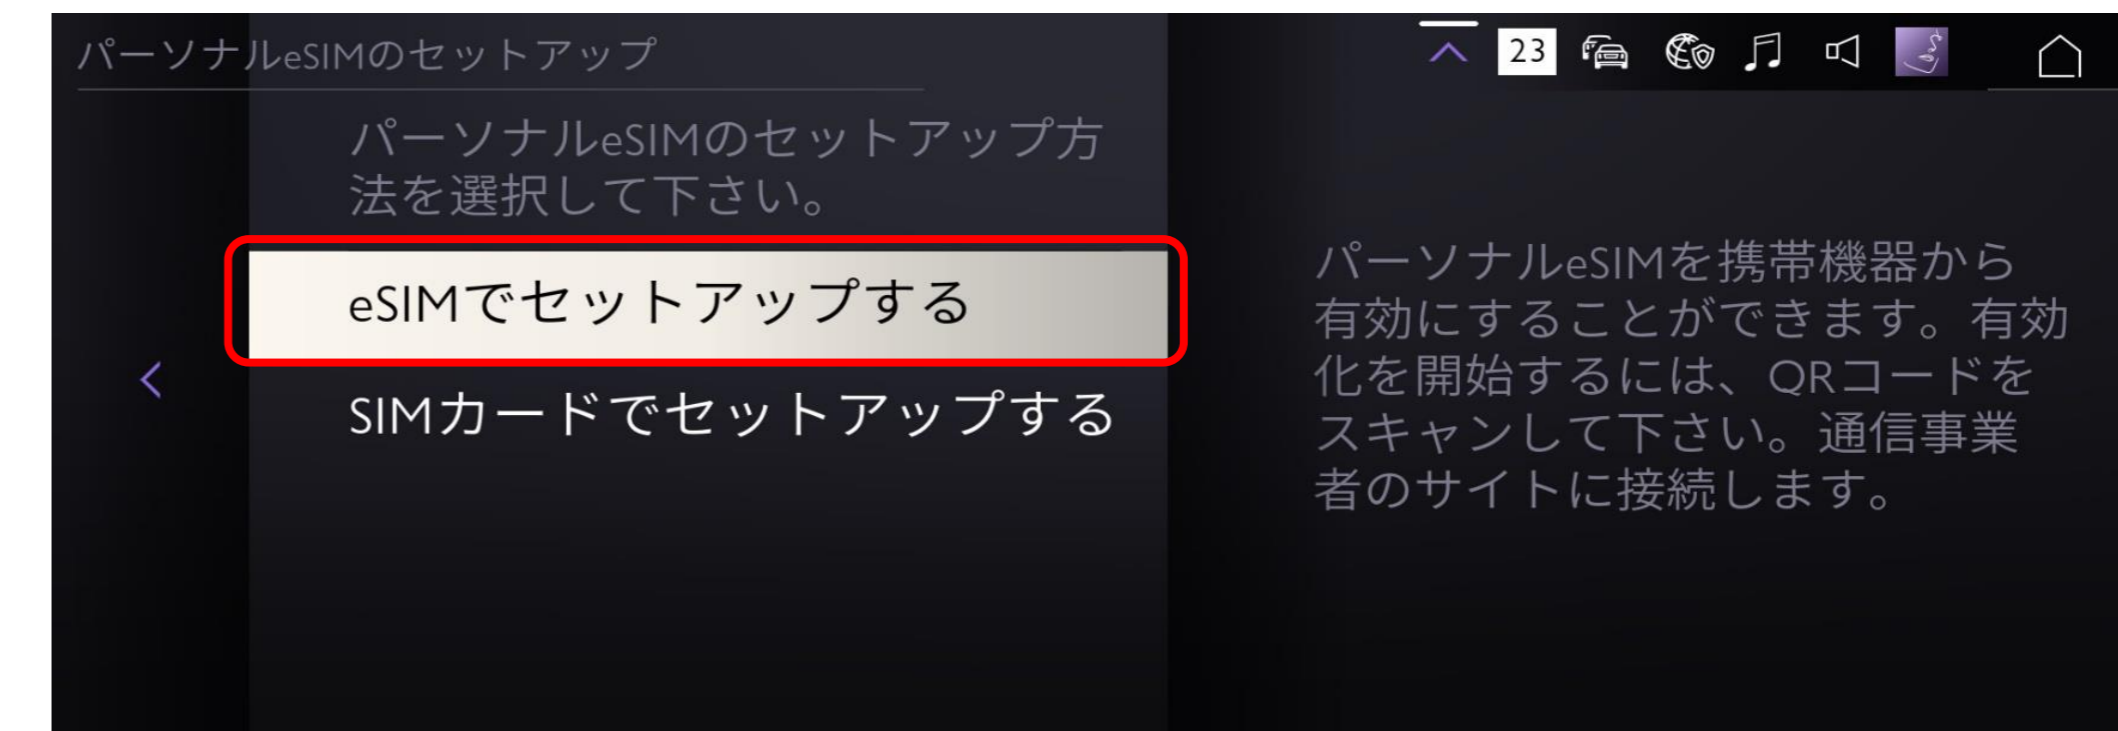 パーソナルeSIMのセットアップ
23
パーソナルeSIMのセットアップ方
法を選択して下さい。
eSIMでセットアップする
SIMカードでセットアップする
パーソナルeSIMを携帯機器から
有効にすることができます。有効
化を開始するには、QRコードを
スキャンして下さい。通信事業
者のサイトに接続します。